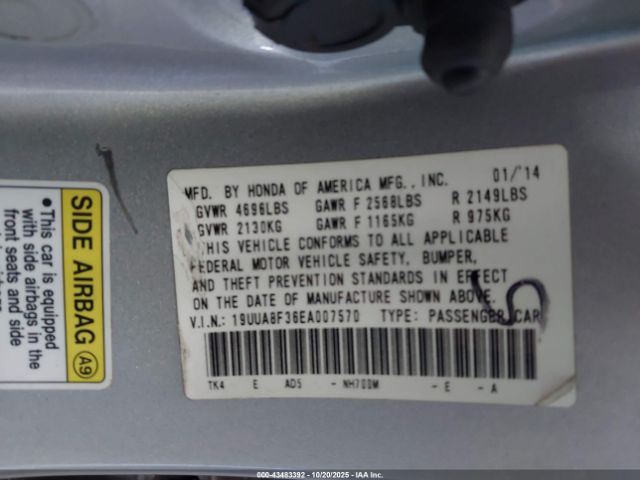 SIDE AIRBAG A9
•This car is equipped
with side airbags in the
front seats and side
MFD. BY HONDA OF AMERICA MFG., INC. 01/'14
GVWR 4696LBS GAWR F 2568LBS R 2149LBS
GVWR 2130KG GAWR F 1165KG R 975KG
THIS VEHICLE CONFORMS TO ALL APPLICABLE
FEDERAL MOTOR VEHICLE SAFETY, BUMPER,
AND THEFT PREVENTION STANDARDS IN EFFECT
ON THE DATE OF MANUFACTURE SHOWN ABOVE.
V.I.N.: 19UUA8F36EA007570 TYPE: PASSENGER CAR
TK4 E AD5 - NH700M - E - A
© - 43483392 - 10/20/2025 - IAA Inc.